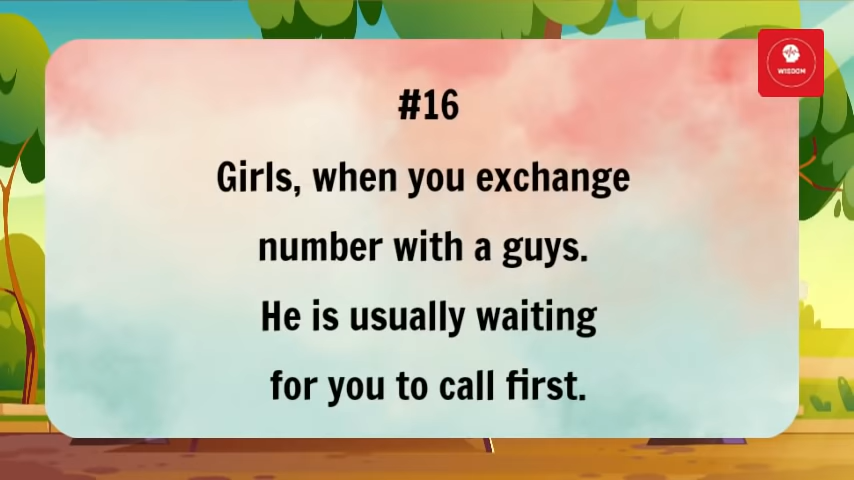 #16
WISDOM
Girls, when you exchange
number with a guys.
He is usually waiting
for you to call first.